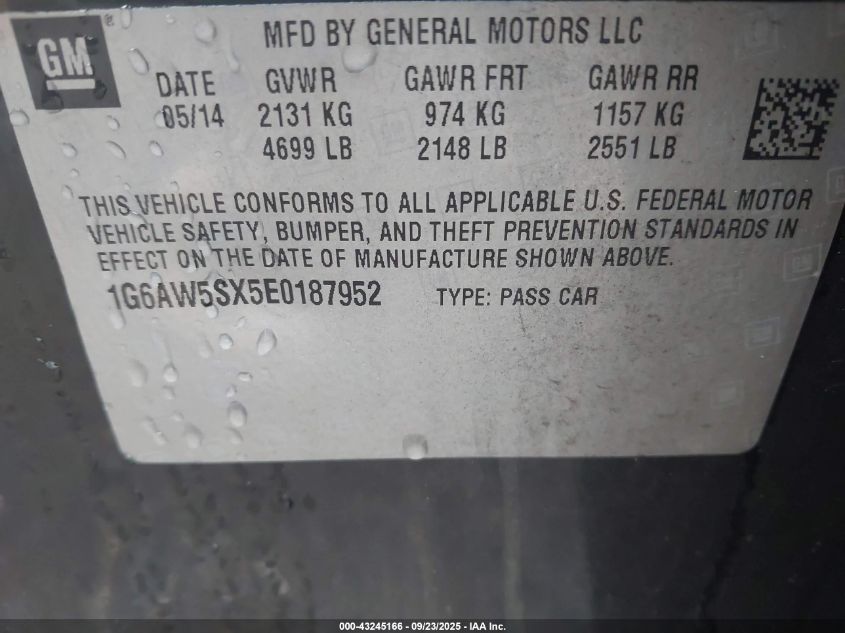 GM
MFD BY GENERAL MOTORS LLC
DATE GVWR GAWR FRT GAWR RR
05/14 2131 KG 974 KG 1157 KG
4699 LB 2148 LB 2551 LB
THIS VEHICLE CONFORMS TO ALL APPLICABLE U.S. FEDERAL MOTOR
VEHICLE SAFETY, BUMPER, AND THEFT PREVENTION STANDARDS IN
EFFECT ON THE DATE OF MANUFACTURE SHOWN ABOVE.
1G6AW5SX5E0187952 TYPE: PASS CAR
000-43245166 - 09/23/2025 - IAA Inc.